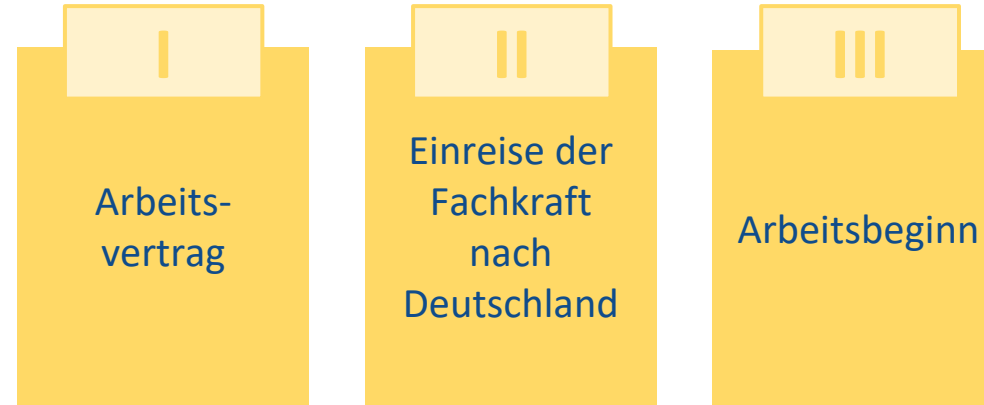 I
Arbeits-
vertrag
II
Einreise der
Fachkraft
nach
Deutschland
III
Arbeitsbeginn